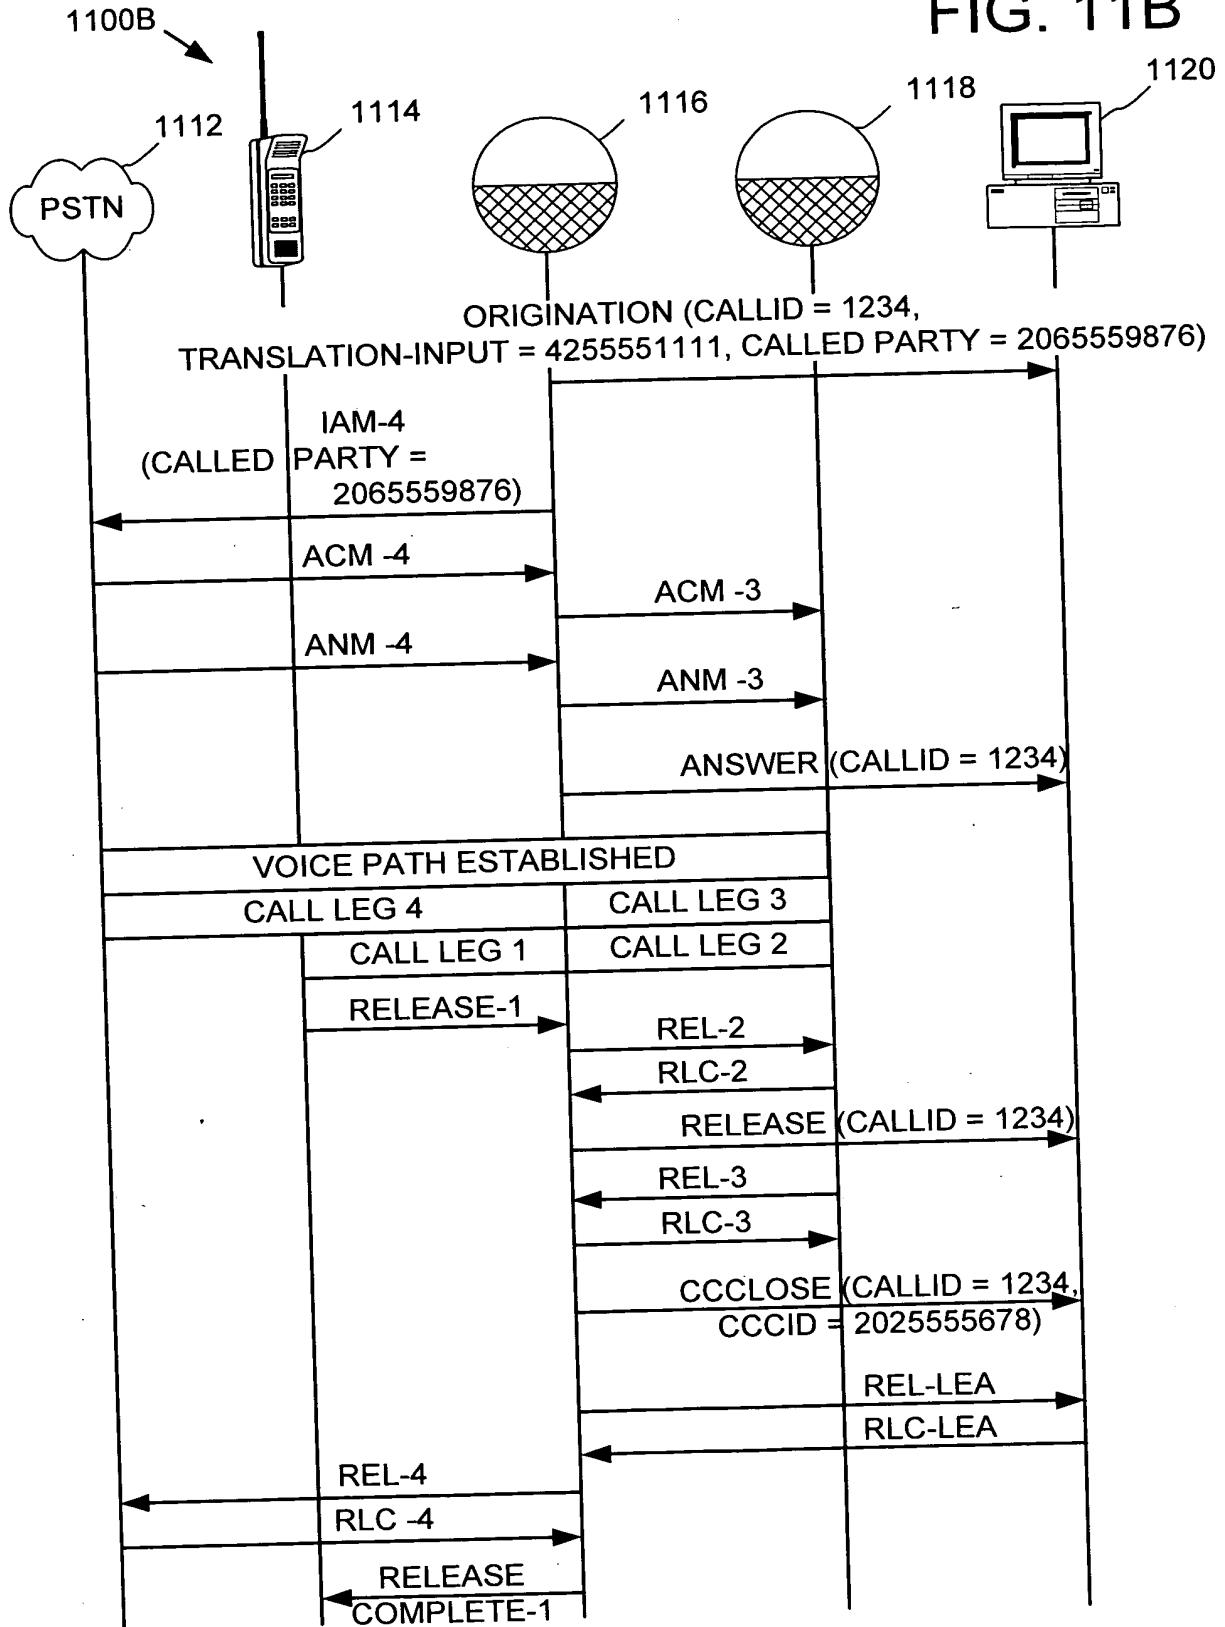 FIG. 11B
1100B
1112
1114
1116
1118
1120
PSTN
ORIGINATION (CALLID = 1234,
TRANSLATION-INPUT = 4255551111, CALLED PARTY = 2065559876)
IAM-4
(CALLED PARTY =
2065559876)
ACM -4
ACM -3
ANM -4
ANM -3
ANSWER (CALLID = 1234)
VOICE PATH ESTABLISHED
CALL LEG 4
CALL LEG 3
CALL LEG 1
CALL LEG 2
RELEASE-1
REL-2
RLC-2
RELEASE (CALLID = 1234)
REL-3
RLC-3
CCCLOSE (CALLID = 1234,
CCCID = 2025555678)
REL-LEA
RLC-LEA
REL-4
RLC -4
RELEASE
COMPLETE-1